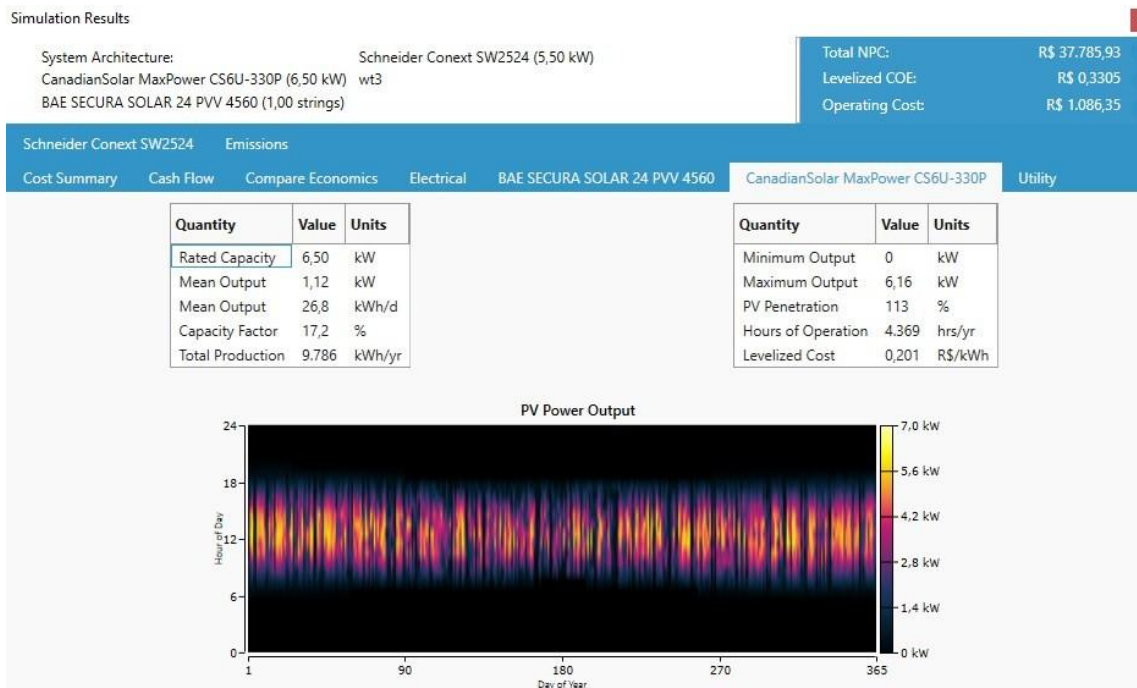 Simulation Results
System Architecture: Schneider Conext SW2524 (5,50 kW)
CanadianSolar MaxPower CS6U-330P (6,50 kW) wt3
BAE SECURA SOLAR 24 PVV 4560 (1,00 strings)
Total NPC: R$ 37.785,93
Levelized COE: R$ 0,3305
Operating Cost: R$ 1.086,35
Schneider Conext SW2524 Emissions
Cost Summary Cash Flow Compare Economics Electrical BAE SECURA SOLAR 24 PVV 4560 CanadianSolar MaxPower CS6U-330P Utility
Quantity Value Units
Rated Capacity 6,50 kW
Mean Output 1,12 kW
Mean Output 26,8 kWh/d
Capacity Factor 17,2 %
Total Production 9.786 kWh/yr
Quantity Value Units
Minimum Output 0 kW
Maximum Output 6,16 kW
PV Penetration 113 %
Hours of Operation 4.369 hrs/yr
Levelized Cost 0,201 R$/kWh
PV Power Output
Hour of Day
24
18
12
6
0
1 90 180 270 365
Day of Year
7,0 kW
5,6 kW
4,2 kW
2,8 kW
1,4 kW
0 kW